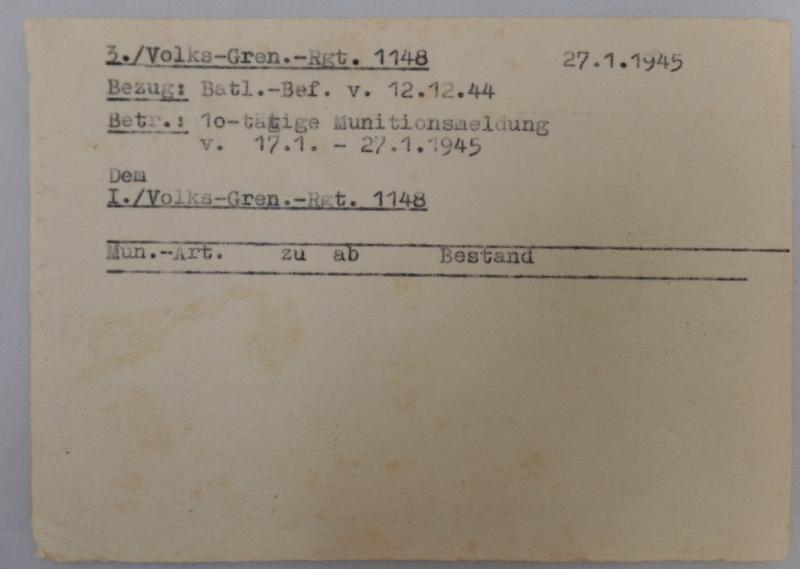 3./Volks-Gren.-Rgt. 1148 27.1.1945
Bezug: Batl.-Bef. v. 12.12.44
Betr.: 1o-tätige Munitionsmeldung
v. 17.1. - 27.1.1945
Dem
I./Volks-Gren.-Rgt. 1148
Mun.-Art. zu ab Bestand